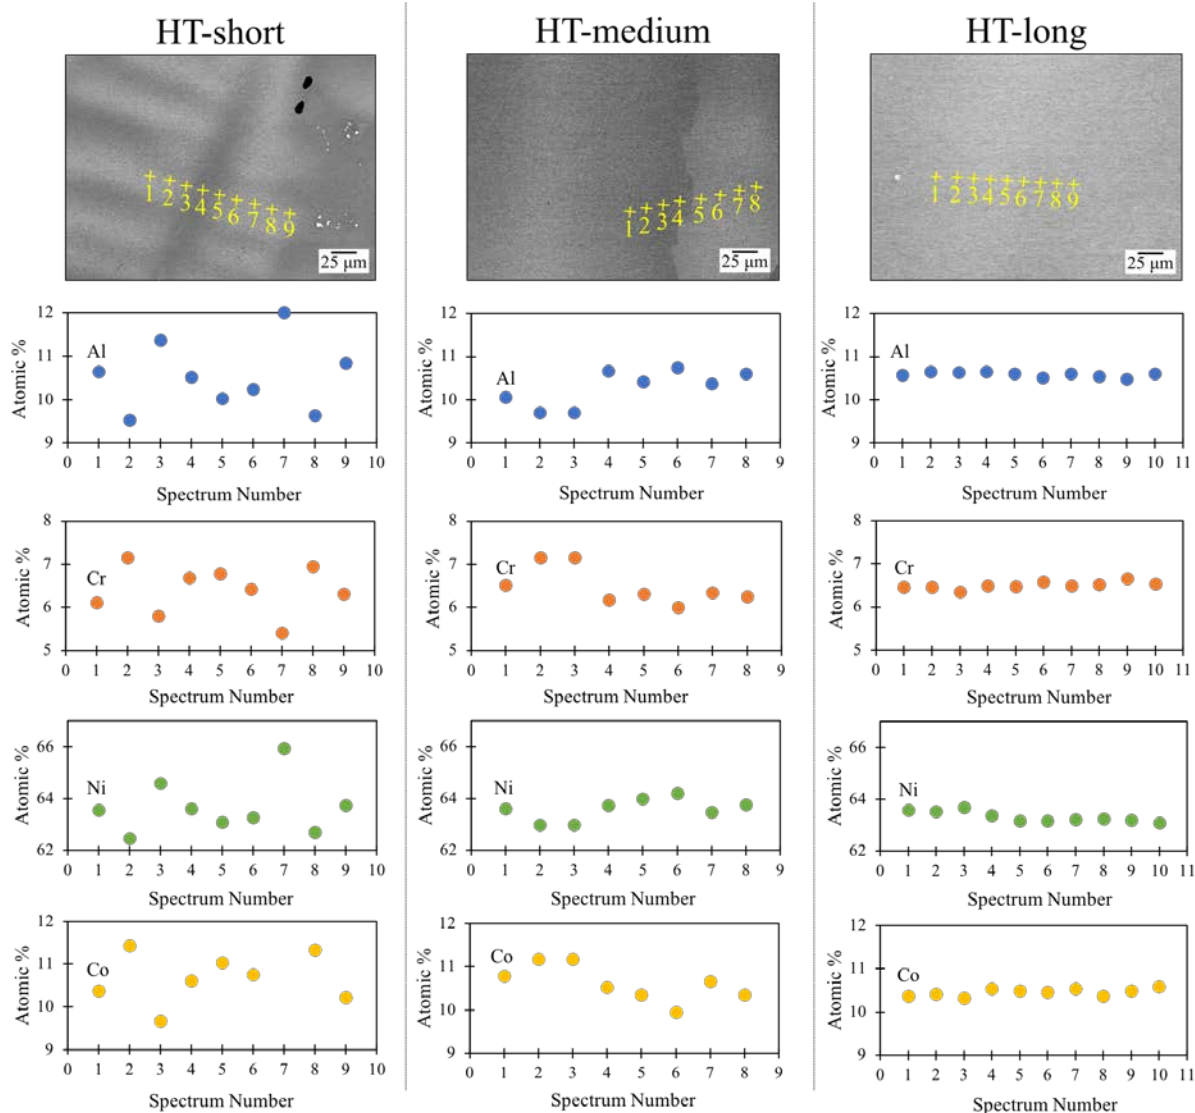 HT-short
HT-medium
HT-long
1 2 3 4 5 6 7 8 9
25 μm
1 2 3 4 5 6 7 8
25 μm
1 2 3 4 5 6 7 8 9
25 μm
Atomic %
12
11
10
9
Al
0 1 2 3 4 5 6 7 8 9 10
Spectrum Number
Atomic %
12
11
10
9
Al
0 1 2 3 4 5 6 7 8 9
Spectrum Number
Atomic %
12
11
10
9
Al
0 1 2 3 4 5 6 7 8 9 10 11
Spectrum Number
Atomic %
8
7
6
5
Cr
0 1 2 3 4 5 6 7 8 9 10
Spectrum Number
Atomic %
8
7
6
5
Cr
0 1 2 3 4 5 6 7 8 9
Spectrum Number
Atomic %
8
7
6
5
Cr
0 1 2 3 4 5 6 7 8 9 10 11
Spectrum Number
Atomic %
66
64
62
Ni
0 1 2 3 4 5 6 7 8 9 10
Spectrum Number
Atomic %
66
64
62
Ni
0 1 2 3 4 5 6 7 8 9
Spectrum Number
Atomic %
66
64
62
Ni
0 1 2 3 4 5 6 7 8 9 10 11
Spectrum Number
Atomic %
12
11
10
9
Co
0 1 2 3 4 5 6 7 8 9 10
Spectrum Number
Atomic %
12
11
10
9
Co
0 1 2 3 4 5 6 7 8 9
Spectrum Number
Atomic %
12
11
10
9
Co
0 1 2 3 4 5 6 7 8 9 10 11
Spectrum Number